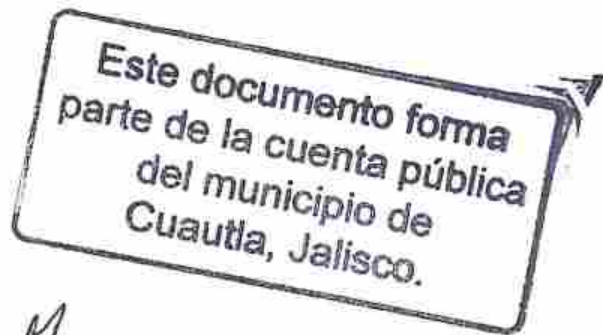 Este documento forma
parte de la cuenta pública
del municipio de
Cuautla, Jalisco.